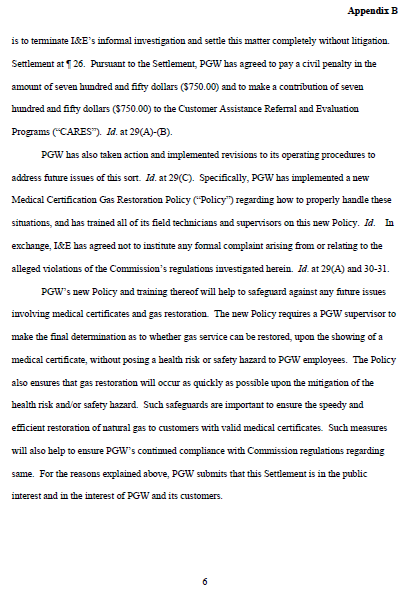 Appendix B
is to terminate I&E's informal investigation and settle this matter completely without litigation.
Settlement at ¶ 26. Pursuant to the Settlement, PGW has agreed to pay a civil penalty in the
amount of seven hundred and fifty dollars ($750.00) and to make a contribution of seven
hundred and fifty dollars ($750.00) to the Customer Assistance Referral and Evaluation
Programs ("CARES"). Id. at 29(A)-(B).
PGW has also taken action and implemented revisions to its operating procedures to
address future issues of this sort. Id. at 29(C). Specifically, PGW has implemented a new
Medical Certification Gas Restoration Policy ("Policy") regarding how to properly handle these
situations, and has trained all of its field technicians and supervisors on this new Policy. Id. In
exchange, I&E has agreed not to institute any formal complaint arising from or relating to the
alleged violations of the Commission's regulations investigated herein. Id. at 29(A) and 30-31.
PGW's new Policy and training thereof will help to safeguard against any future issues
involving medical certificates and gas restoration. The new Policy requires a PGW supervisor to
make the final determination as to whether gas service can be restored, upon the showing of a
medical certificate, without posing a health risk or safety hazard to PGW employees. The Policy
also ensures that gas restoration will occur as quickly as possible upon the mitigation of the
health risk and/or safety hazard. Such safeguards are important to ensure the speedy and
efficient restoration of natural gas to customers with valid medical certificates. Such measures
will also help to ensure PGW's continued compliance with Commission regulations regarding
same. For the reasons explained above, PGW submits that this Settlement is in the public
interest and in the interest of PGW and its customers.
6